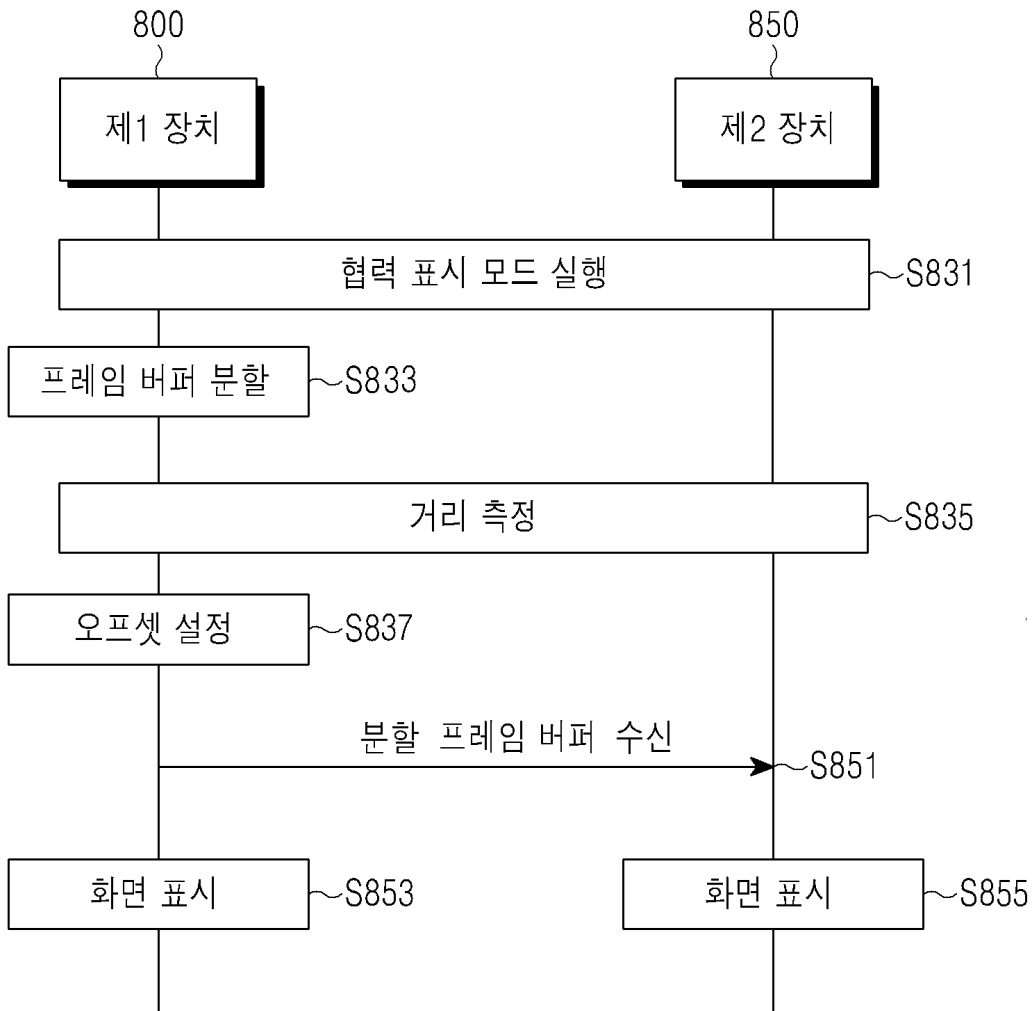 800
850
제1 장치
제2 장치
협력 표시 모드 실행
S831
프레임 버퍼 분할
S833
거리 측정
S835
오프셋 설정
S837
분할 프레임 버퍼 수신
S851
화면 표시
S853
화면 표시
S855